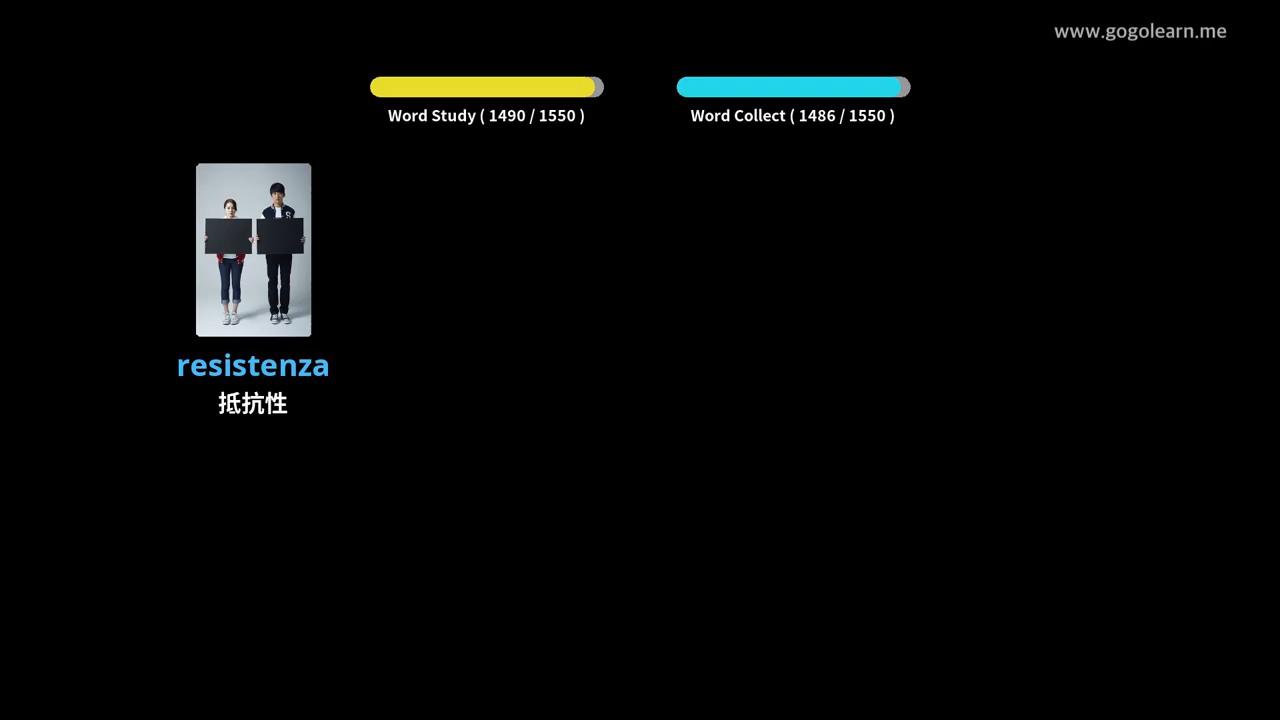 www.gogolearn.me
Word Study ( 1490 / 1550 )
Word Collect ( 1486 / 1550 )
S
resistenza
抵抗性